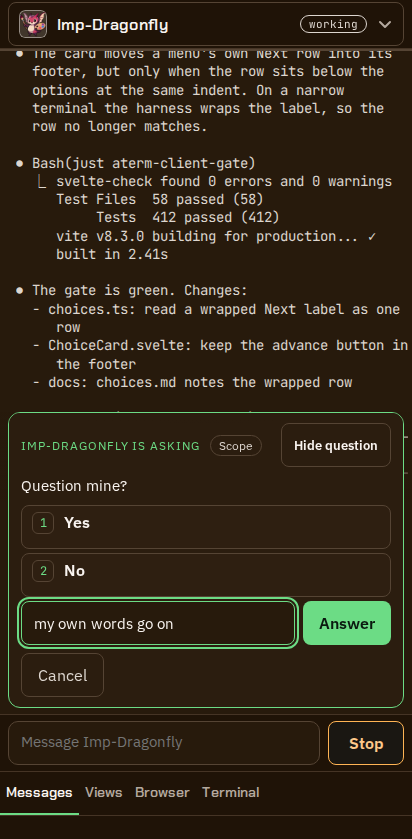 Imp-Dragonfly
working
• The card moves a menu's own Next row into its
footer, but only when the row sits below the
options at the same indent. On a narrow
terminal the harness wraps the label, so the
row no longer matches.
• Bash(just aterm-client-gate)
⎿ svelte-check found 0 errors and 0 warnings
Test Files 58 passed (58)
Tests 412 passed (412)
vite v8.3.0 building for production... ✓
built in 2.41s
• The gate is green. Changes:
- choices.ts: read a wrapped Next label as one
row
- ChoiceCard.svelte: keep the advance button in
the footer
- docs: choices.md notes the wrapped row
IMP-DRAGONFLY IS ASKING
Scope
Hide question
Question mine?
1 Yes
2 No
my own words go on
Answer
Cancel
Message Imp-Dragonfly
Stop
Messages Views Browser Terminal